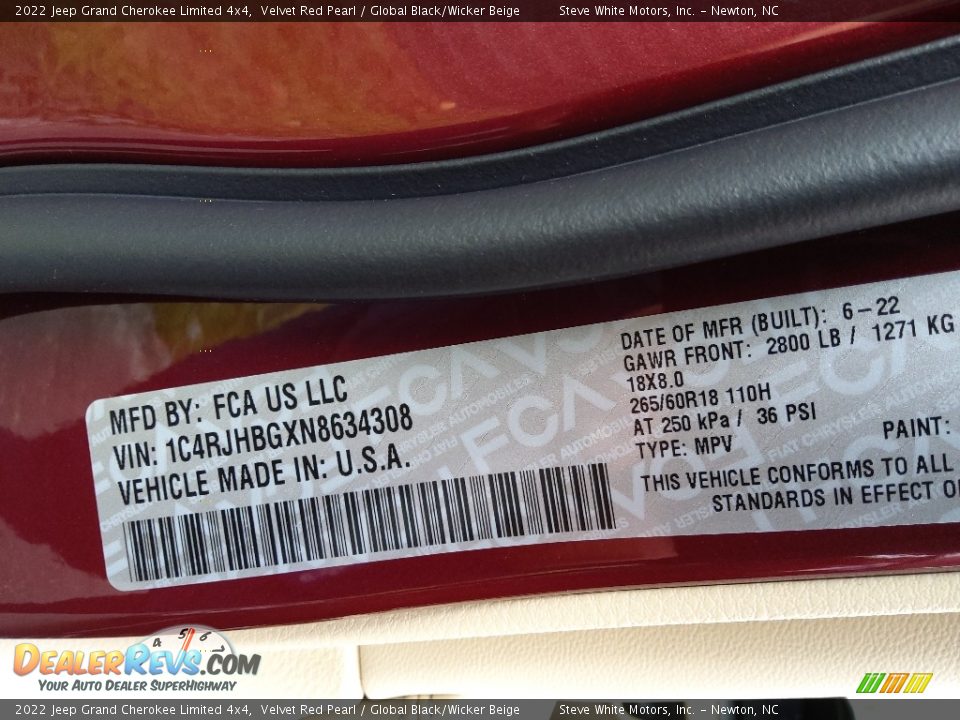 2022 Jeep Grand Cherokee Limited 4x4,  Velvet Red Pearl / Global Black/Wicker Beige          Steve White Motors, Inc. – Newton, NC
MFD BY: FCA US LLC
VIN: 1C4RJHBGXN8634308
VEHICLE MADE IN: U.S.A.
DATE OF MFR (BUILT): 6-22
GAWR FRONT: 2800 LB / 1271 KG
18X8.0
265/60R18 110H
AT 250 kPa / 36 PSI
TYPE: MPV
PAINT:
THIS VEHICLE CONFORMS TO ALL
STANDARDS IN EFFECT
DEALERREVS.COM
YOUR AUTO DEALER SUPERHIGHWAY
2022 Jeep Grand Cherokee Limited 4x4,  Velvet Red Pearl / Global Black/Wicker Beige          Steve White Motors, Inc. – Newton, NC